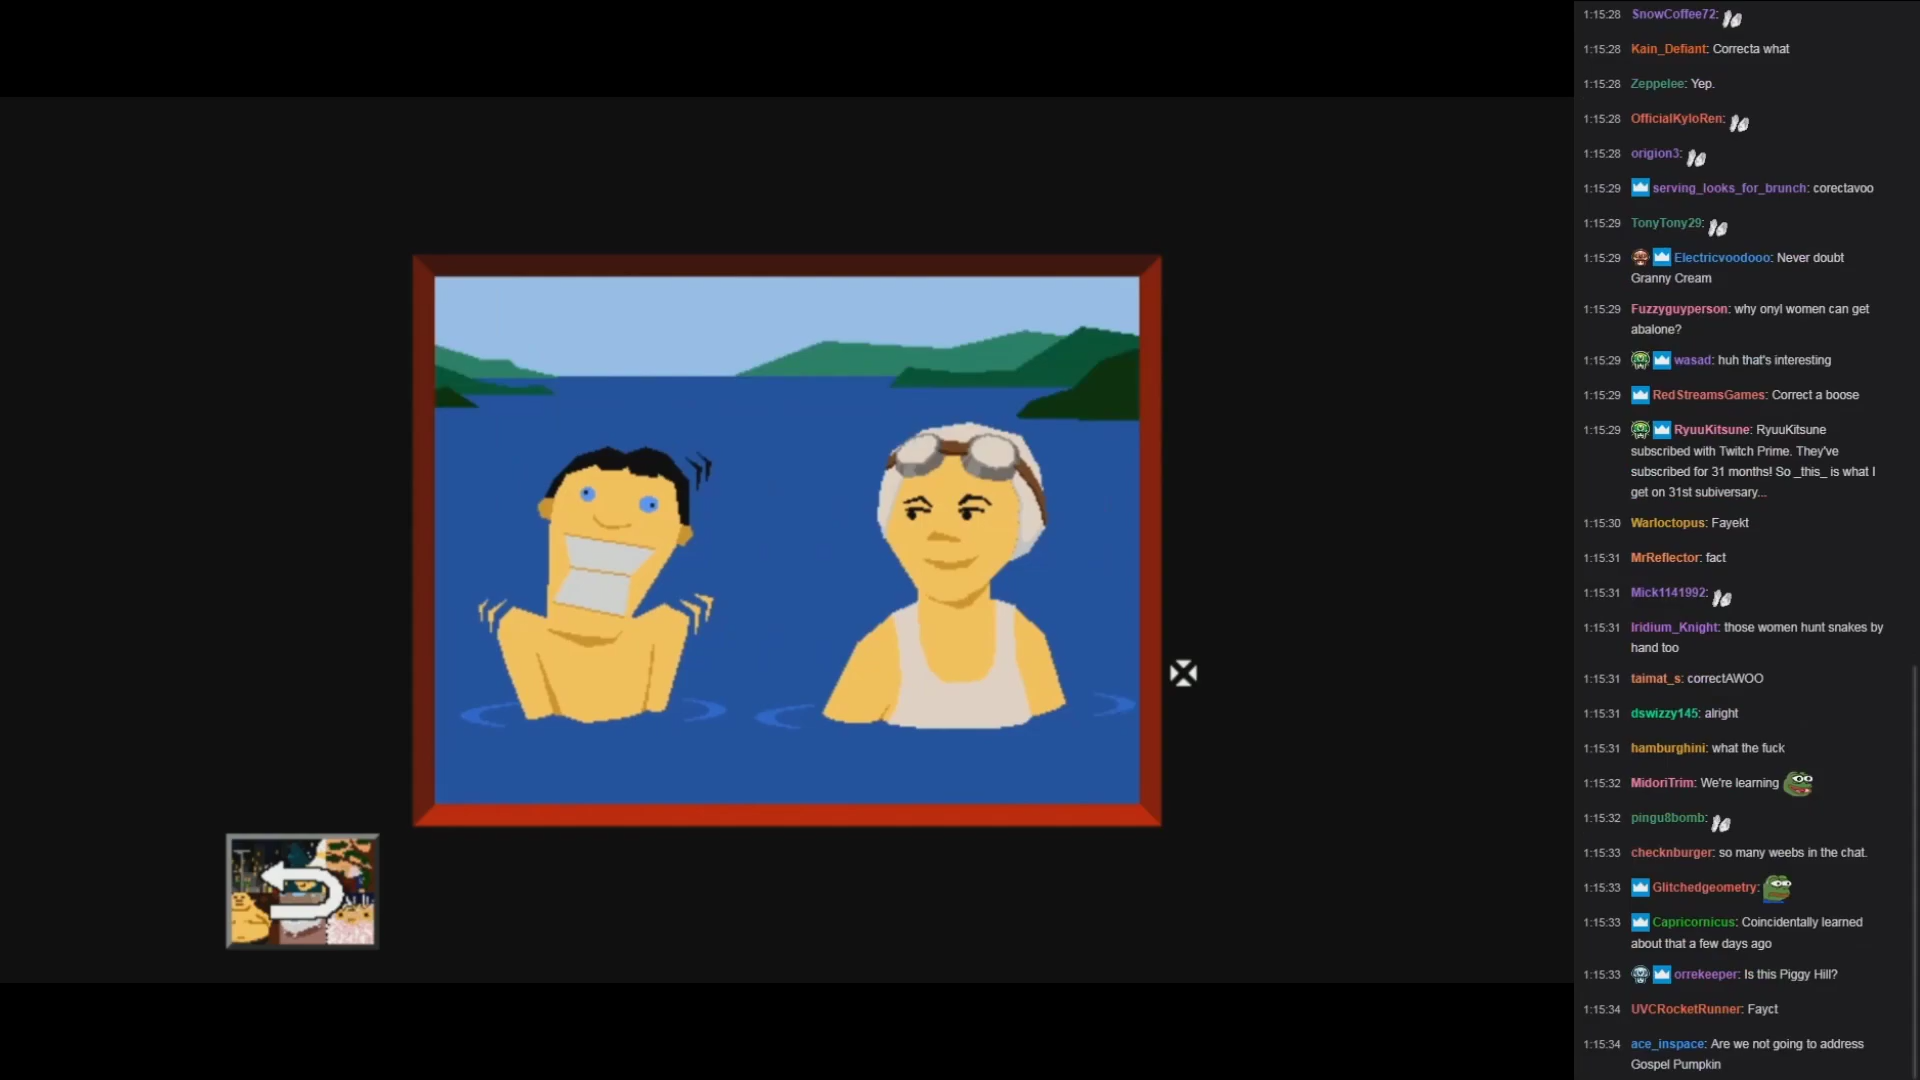 1:15:28 SnowCoffee72:
1:15:28 Kain_Defiant: Correcta what
1:15:28 Zeppelee: Yep.
1:15:28 OfficialKyloRen:
1:15:28 origion3:
1:15:29 serving_looks_for_brunch: corectavoo
1:15:29 TonyTony29:
1:15:29 Electricvoodooo: Never doubt
Granny Cream
1:15:29 Fuzzyguyperson: why onyl women can get
abalone?
1:15:29 wasad: huh that's interesting
1:15:29 RedStreamsGames: Correct a boose
1:15:29 RyuuKitsune: RyuuKitsune
subscribed with Twitch Prime. They've
subscribed for 31 months! So _this_ is what I
get on 31st subiversary...
1:15:30 Warloctopus: Fayekt
1:15:31 MrReflector: fact
1:15:31 Mick1141992:
1:15:31 Iridium_Knight: those women hunt snakes by
hand too
1:15:31 taimat_s: correctAWOO
1:15:31 dswizzy145: alright
1:15:31 hamburghini: what the fuck
1:15:32 MidoriTrim: We're learning
1:15:32 pingu8bomb:
1:15:33 checknburger: so many weebs in the chat.
1:15:33 Glitchedgeometry:
1:15:33 Capricornicus: Coincidentally learned
about that a few days ago
1:15:33 orrekeeper: Is this Piggy Hill?
1:15:34 UVCRocketRunner: Fayct
1:15:34 ace_inspace: Are we not going to address
Gospel Pumpkin